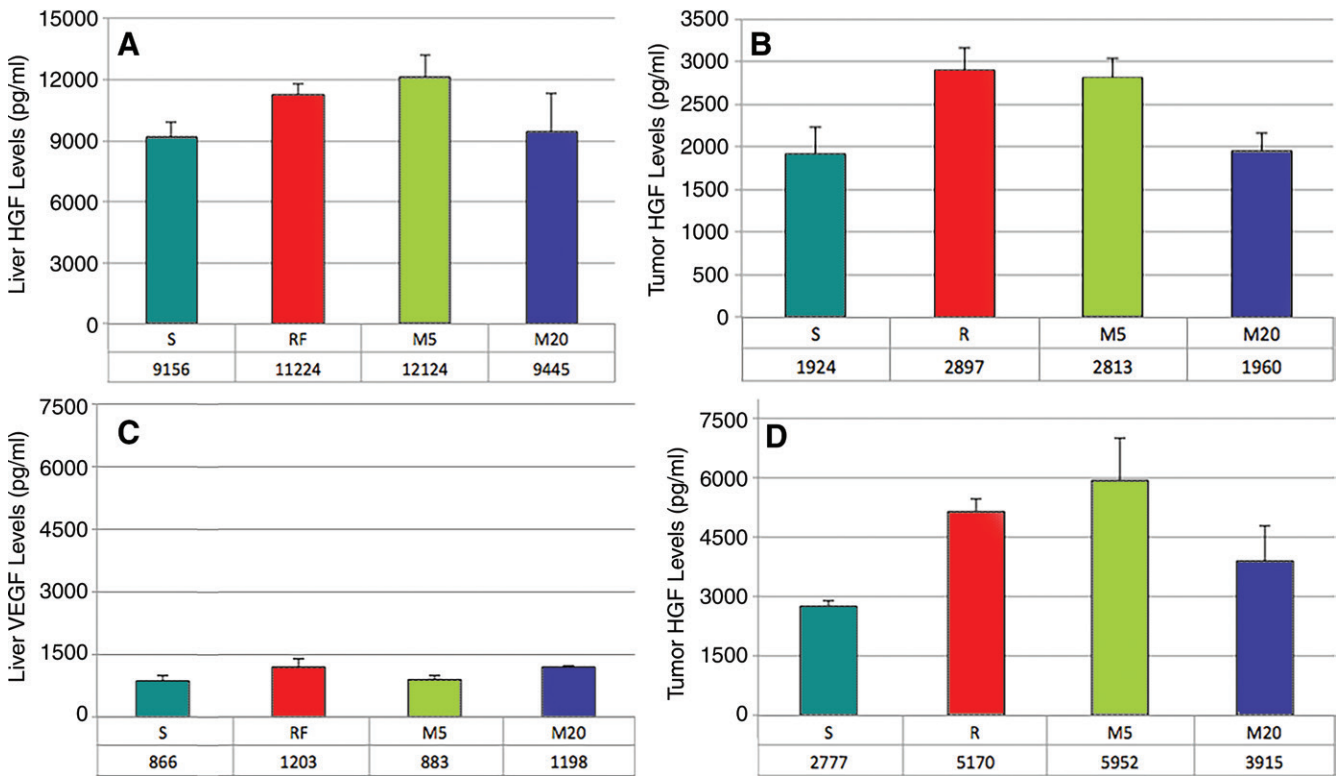 A
Liver HGF Levels (pg/ml)
15000
12000
9000
6000
3000
0
S RF M5 M20
9156 11224 12124 9445
B
Tumor HGF Levels (pg/ml)
3500
3000
2500
2000
1500
1000
500
0
S R M5 M20
1924 2897 2813 1960
C
Liver VEGF Levels (pg/ml)
7500
6000
4500
3000
1500
0
S RF M5 M20
866 1203 883 1198
D
Tumor HGF Levels (pg/ml)
7500
6000
4500
3000
1500
0
S R M5 M20
2777 5170 5952 3915